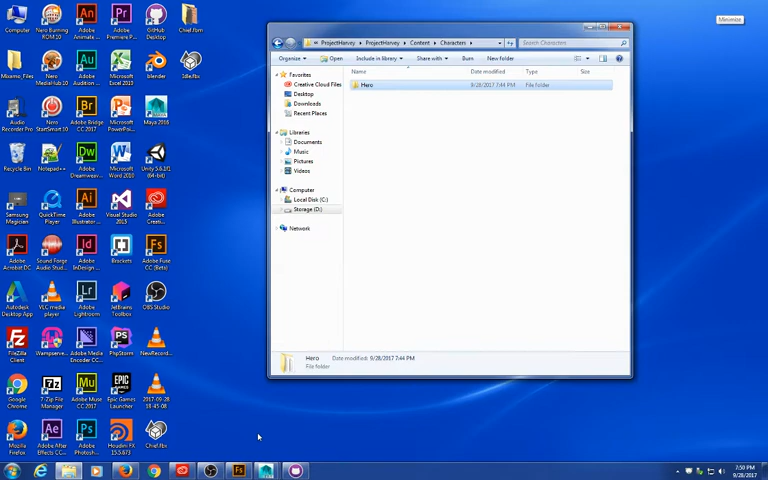 Computer
Nero Burning ROM 10
Adobe Animate ...
Adobe Premiere Pro ...
GitHub Desktop
Chief.fbm
Mixamo_Files
Nero MediaHub 10
Adobe Audition ...
Microsoft Excel 2010
blender
Idle.fbx
Audio Recorder Pro
Nero StartSmart 10
Adobe Bridge CC 2017
Microsoft PowerPoi...
Maya 2016
Recycle Bin
Notepad++
Adobe Dreamweav...
Microsoft Word 2010
Unity 5.6.1f1 (64-bit)
Samsung Magician
QuickTime Player
Adobe Illustrator ...
Visual Studio 2015
Adobe Creati...
Adobe Acrobat DC
Sound Forge Audio Studi...
Adobe InDesign ...
Brackets
Adobe Fuse CC (Beta)
Autodesk Desktop App
VLC media player
Adobe Lightroom
JetBrains Toolbox
OBS Studio
FileZilla Client
Wampserve...
Adobe Media Encoder CC...
PhpStorm
NewRecord...
Google Chrome
7-Zip File Manager
Adobe Muse CC 2017
Epic Games Launcher
2017-09-28 18-45-08
Mozilla Firefox
Adobe After Effects CC...
Adobe Photosh...
Houdini FX 15.5.673
Chief.fbx
Minimize
ProjectHarvey ▸ ProjectHarvey ▸ Content ▸ Characters ▸
Search Characters
Organize
Open
Include in library
Share with
Burn
New folder
Name
Date modified
Type
Size
Hero
9/28/2017 7:44 PM
File folder
Favorites
Creative Cloud Files
Desktop
Downloads
Recent Places
Libraries
Documents
Music
Pictures
Videos
Computer
Local Disk (C:)
Storage (D:)
Network
Hero
Date modified: 9/28/2017 7:44 PM
File folder
7:50 PM
9/28/2017